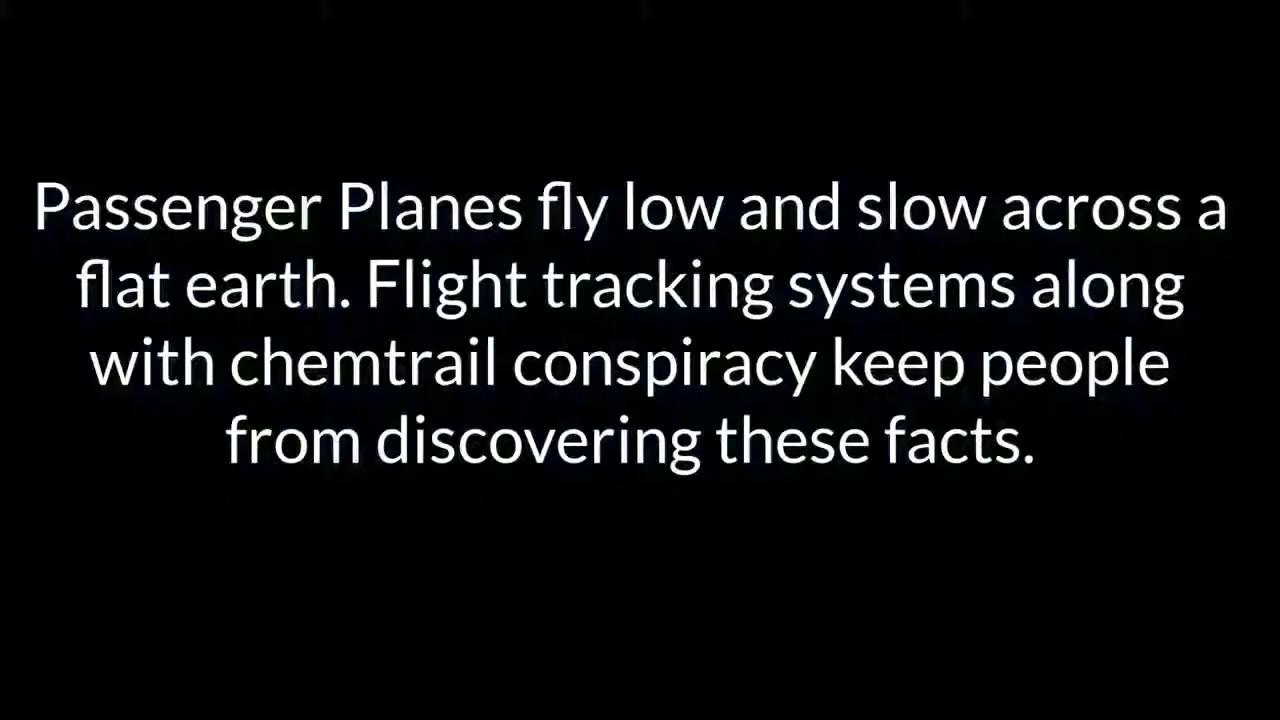 Passenger Planes fly low and slow across a
flat earth. Flight tracking systems along
with chemtrail conspiracy keep people
from discovering these facts.